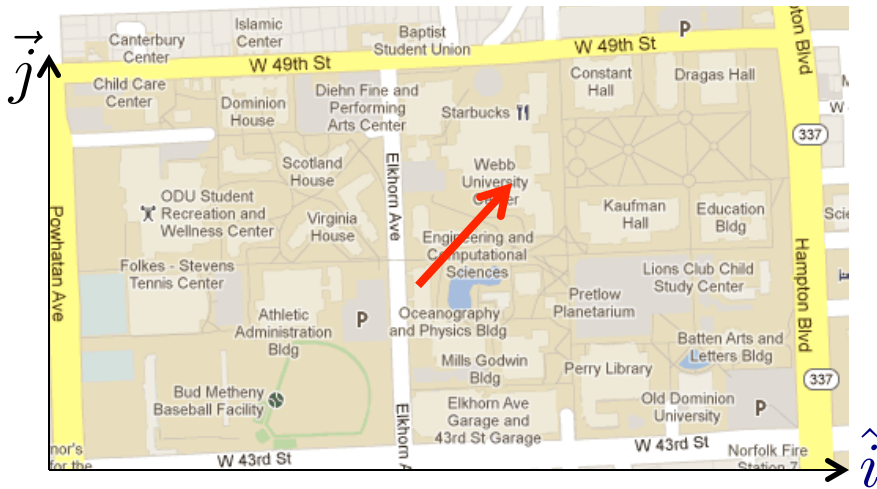 Islamic
Center
Canterbury
Center
Baptist
Student Union
P
W 49th St
W 49th St
j
Child Care
Center
Dominion
House
Diehn Fine and
Performing
Arts Center
Starbucks
Constant
Hall
Dragas Hall
pton Blvd
M
W
337
Scotland
House
Elkhorn Ave
Webb
University
Center
ODU Student
Recreation and
Wellness Center
Virginia
House
Kaufman
Hall
Education
Bldg
Scie
Powhatan Ave
Engineering and
Computational
Sciences
Hampton Blvd
Folkes - Stevens
Tennis Center
Lions Club Child
Study Center
Pretlow
Planetarium
Athletic
Administration
Bldg
P
Oceanography
and Physics Bldg
Batten Arts and
Letters Bldg
Mills Godwin
Bldg
Perry Library
337
Bud Metheny
Baseball Facility
Elkhorn Ave
Garage and
43rd St Garage
Elkhorn A
Old Dominion
University
P
W 43rd St
W 43rd St
nor's
for the
Norfolk Fire
Station 7
î